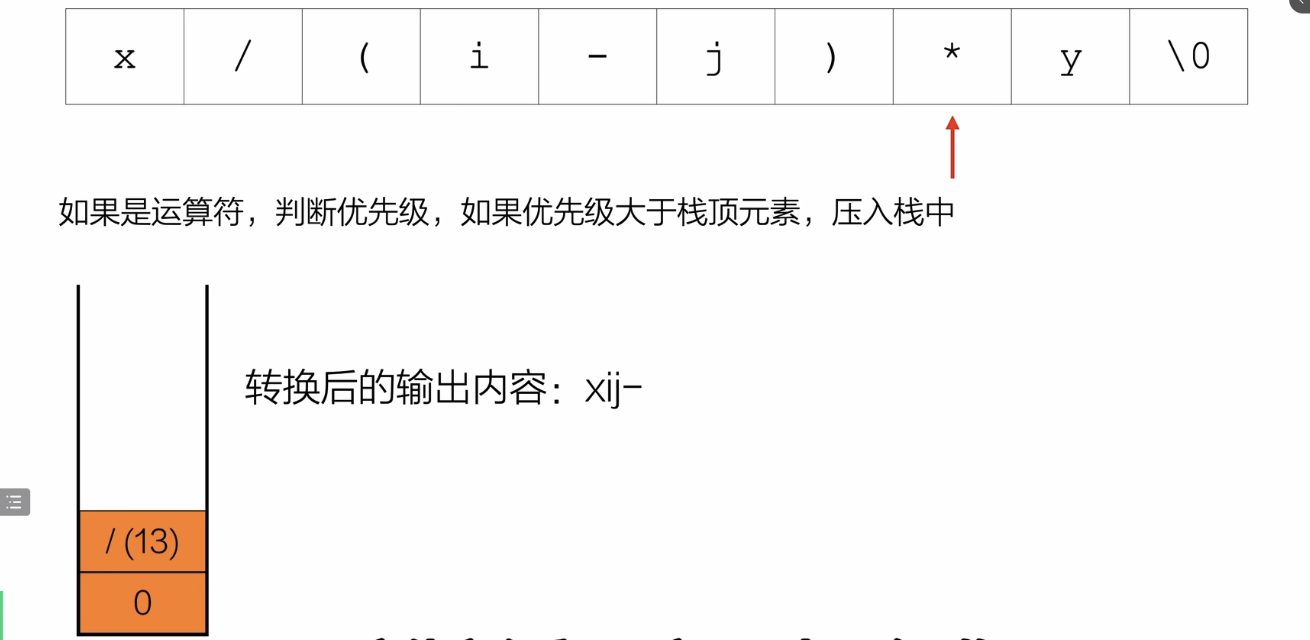 x / ( i - j ) * y \0
如果是运算符，判断优先级，如果优先级大于栈顶元素，压入栈中
转换后的输出内容：xij-
/ (13)
0